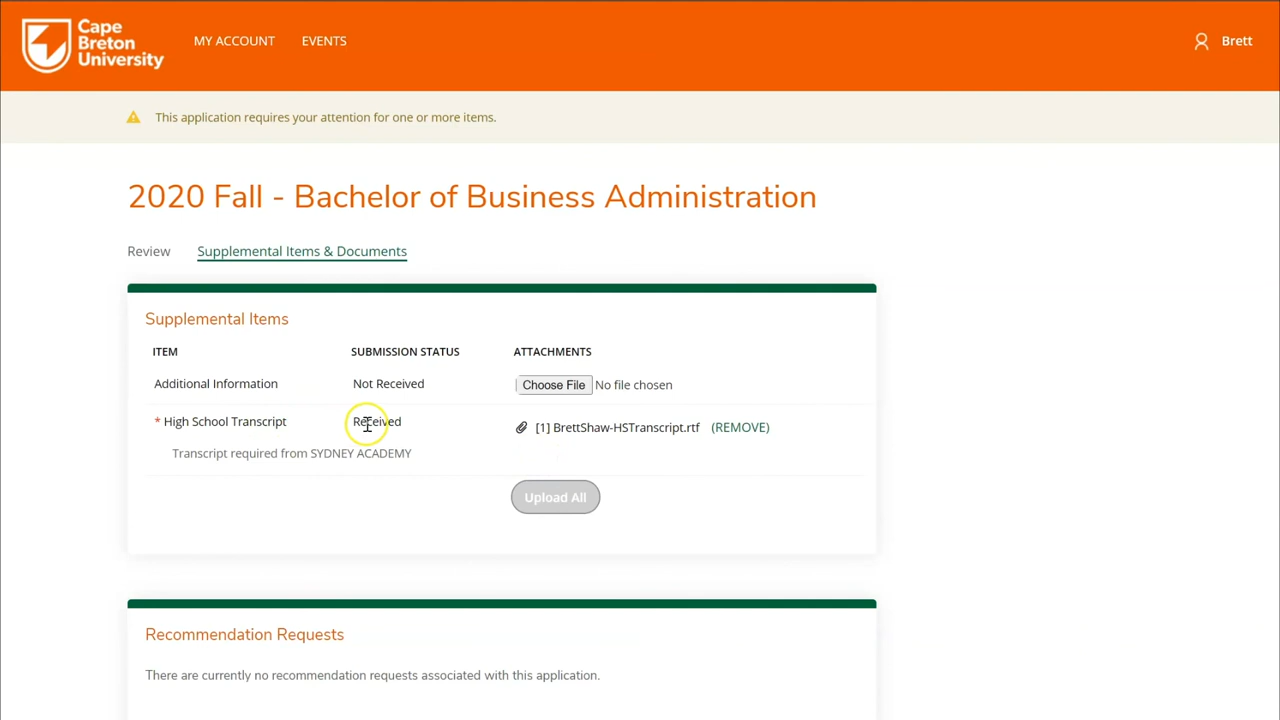 Cape
Breton
University
MY ACCOUNT EVENTS Brett
This application requires your attention for one or more items.
2020 Fall - Bachelor of Business Administration
Review Supplemental Items & Documents
Supplemental Items
ITEM SUBMISSION STATUS ATTACHMENTS
Additional Information Not Received Choose File No file chosen
* High School Transcript Received [1] BrettShaw-HSTranscript.rtf (REMOVE)
Transcript required from SYDNEY ACADEMY
Upload All
Recommendation Requests
There are currently no recommendation requests associated with this application.